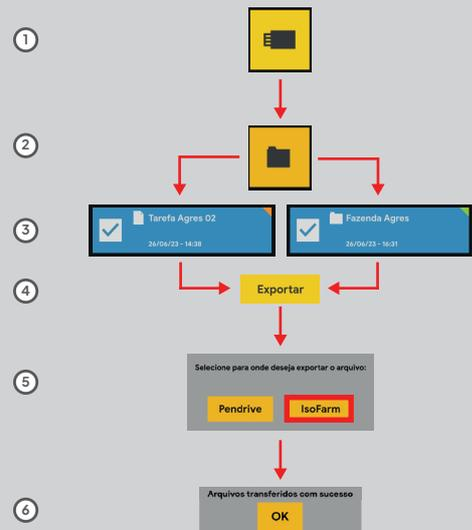 1
2
3
Tarefa Agres 02
26/06/23 - 14:38
Fazenda Agres
26/06/23 - 16:31
4
Exportar
5
Selecione para onde deseja exportar o arquivo:
Pendrive
IsoFarm
6
Arquivos transferidos com sucesso
OK